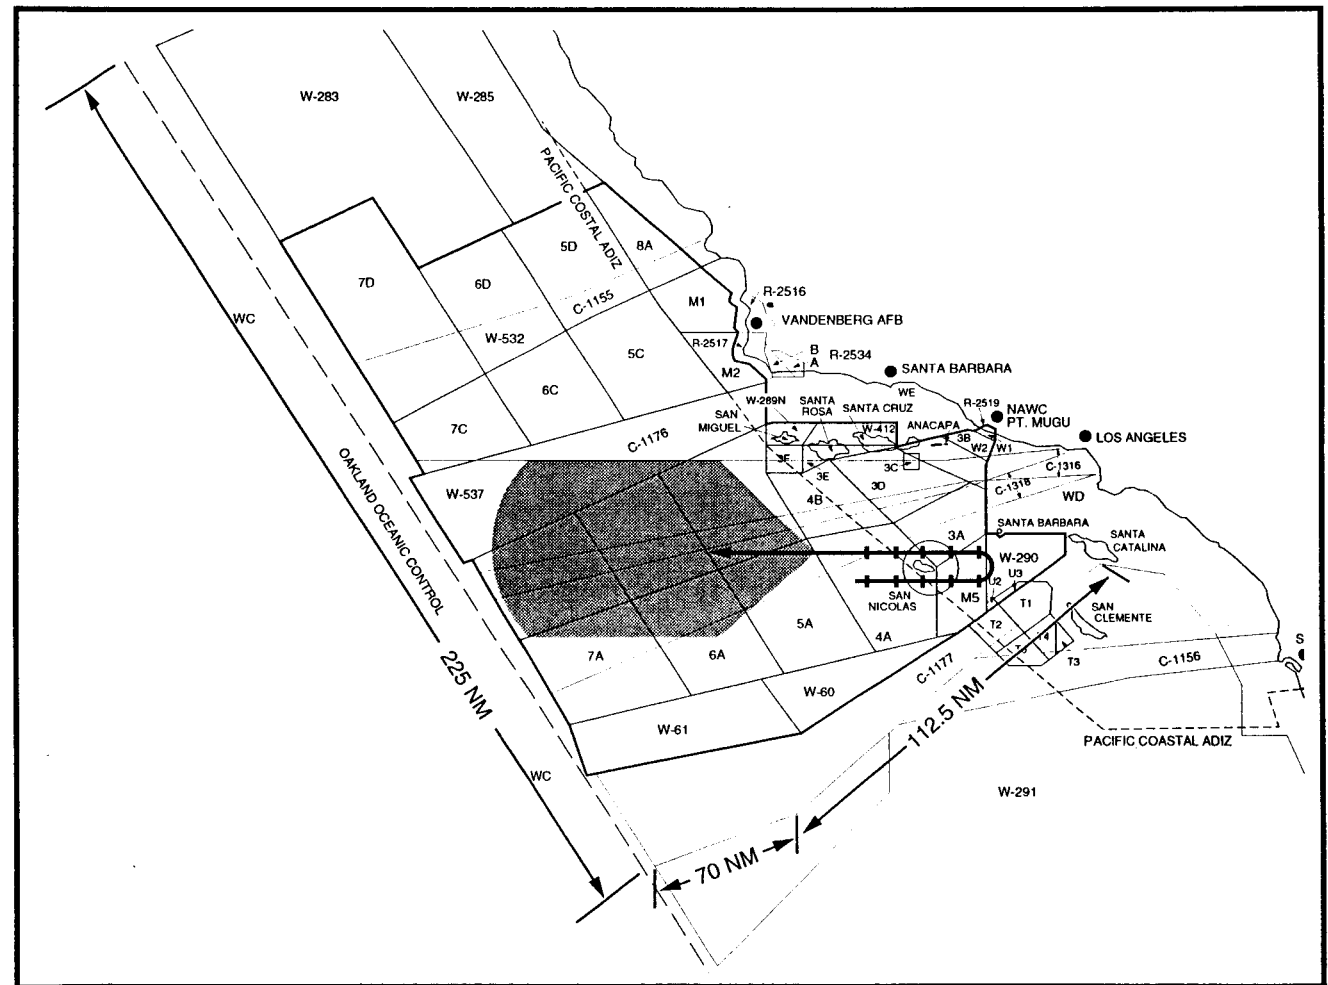 W-283
W-285
PACIFIC COSTAL ADIZ
5D
8A
7D
6D
C-1155
M1
R-2516
VANDENBERG AFB
WC
W-532
5C
R-2517
B
A
R-2534
M2
SANTA BARBARA
6C
W-289N
SANTA
ROSA
SANTA CRUZ
WE
R-2519
NAWC
PT. MUGU
7C
C-1176
SAN
MIGUEL
W-412
ANACAPA
3B
W2
W1
LOS ANGELES
3F
3E
3C
3D
C-1316
C-1318
WD
W-537
4B
OAKLAND OCEANIC CONTROL
3A
SANTA BARBARA
SANTA
CATALINA
W-290
U3
U2
SAN
NICOLAS
M5
T1
SAN
CLEMENTE
T2
T4
T3
5A
4A
7A
6A
C-1177
C-1156
S
225 NM
W-60
W-61
112.5 NM
PACIFIC COASTAL ADIZ
WC
W-291
70 NM